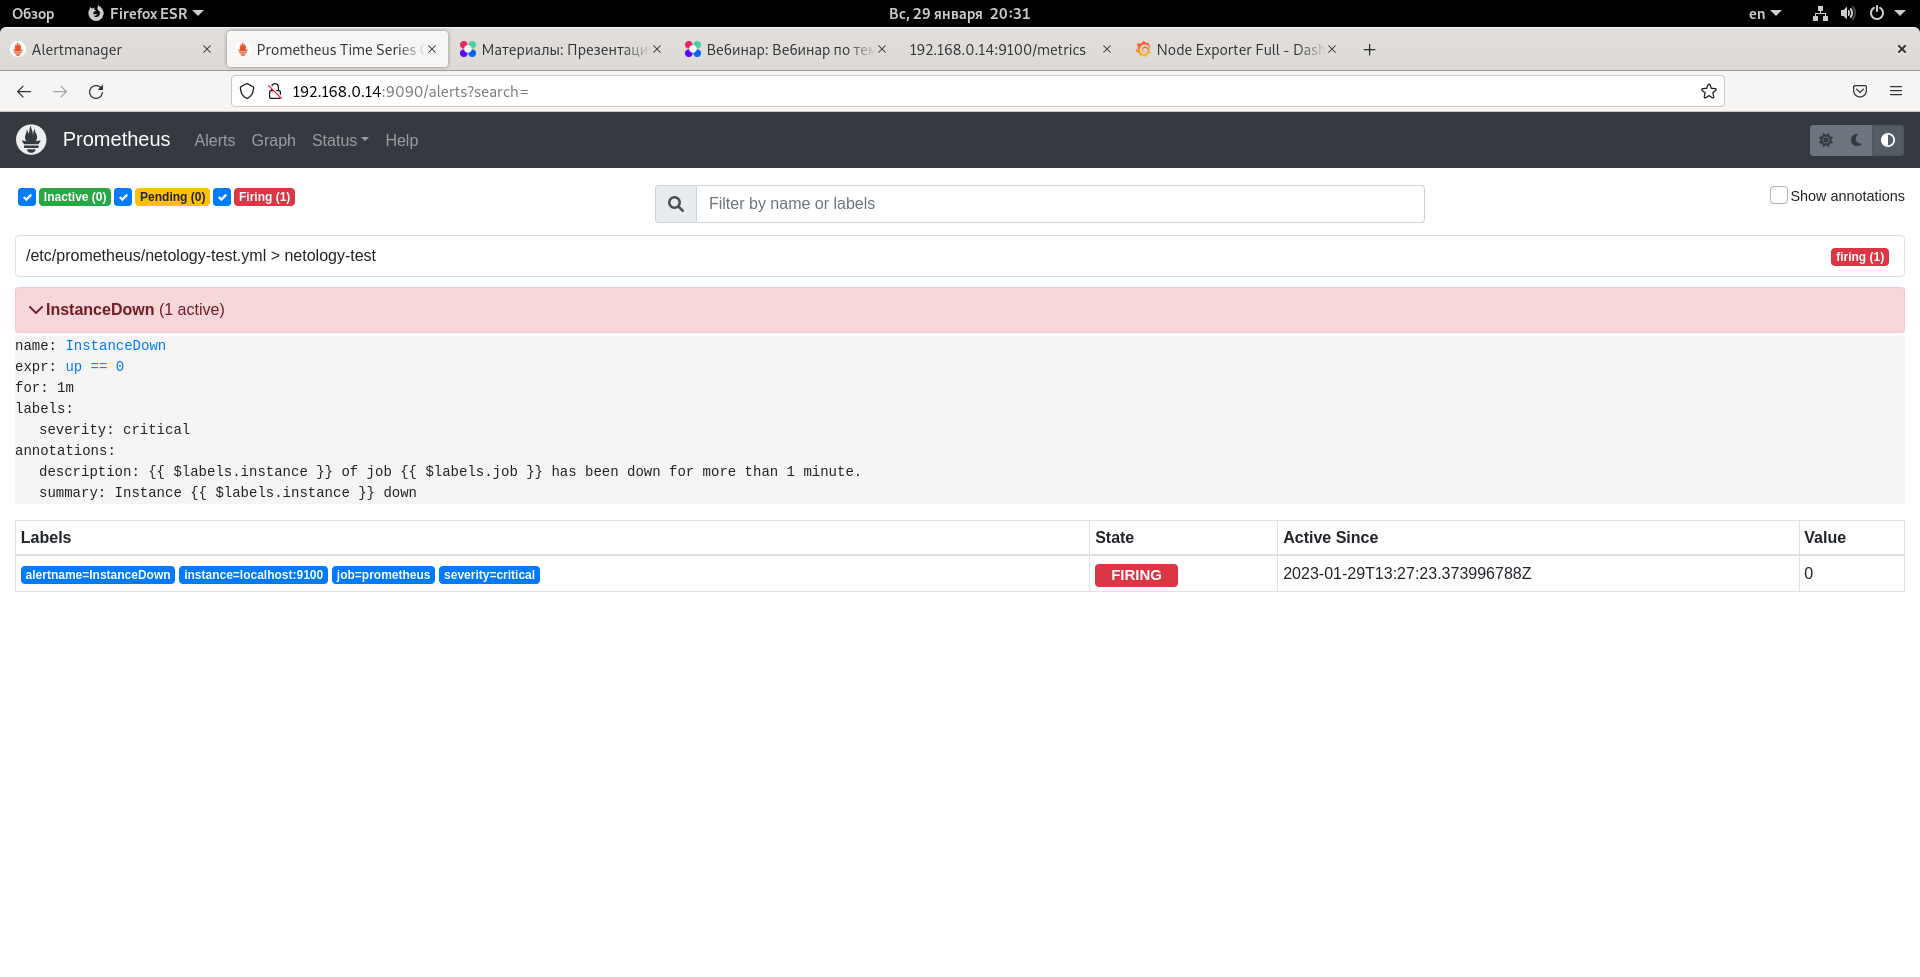 Обзор Firefox ESR Вс, 29 января 20:31 en
Alertmanager Prometheus Time Series Материалы: Презентаци Вебинар: Вебинар по те 192.168.0.14:9100/metrics Node Exporter Full - Das
192.168.0.14:9090/alerts?search=
Prometheus Alerts Graph Status Help
Inactive (0) Pending (0) Firing (1) Filter by name or labels Show annotations
/etc/prometheus/netology-test.yml > netology-test firing (1)
InstanceDown (1 active)
name: InstanceDown
expr: up == 0
for: 1m
labels:
severity: critical
annotations:
description: {{ $labels.instance }} of job {{ $labels.job }} has been down for more than 1 minute.
summary: Instance {{ $labels.instance }} down
Labels State Active Since Value
alertname=InstanceDown instance=localhost:9100 job=prometheus severity=critical FIRING 2023-01-29T13:27:23.373996788Z 0